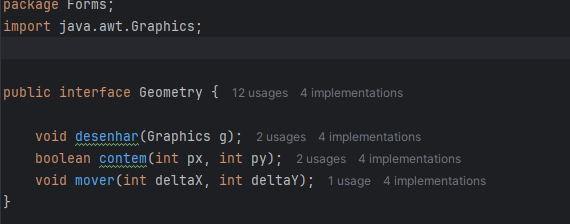 package Forms;
import java.awt.Graphics;
public interface Geometry {  12 usages  4 implementations
void desenhar(Graphics g);  2 usages  4 implementations
boolean contem(int px, int py);  2 usages  4 implementations
void mover(int deltaX, int deltaY);  1 usage  4 implementations
}